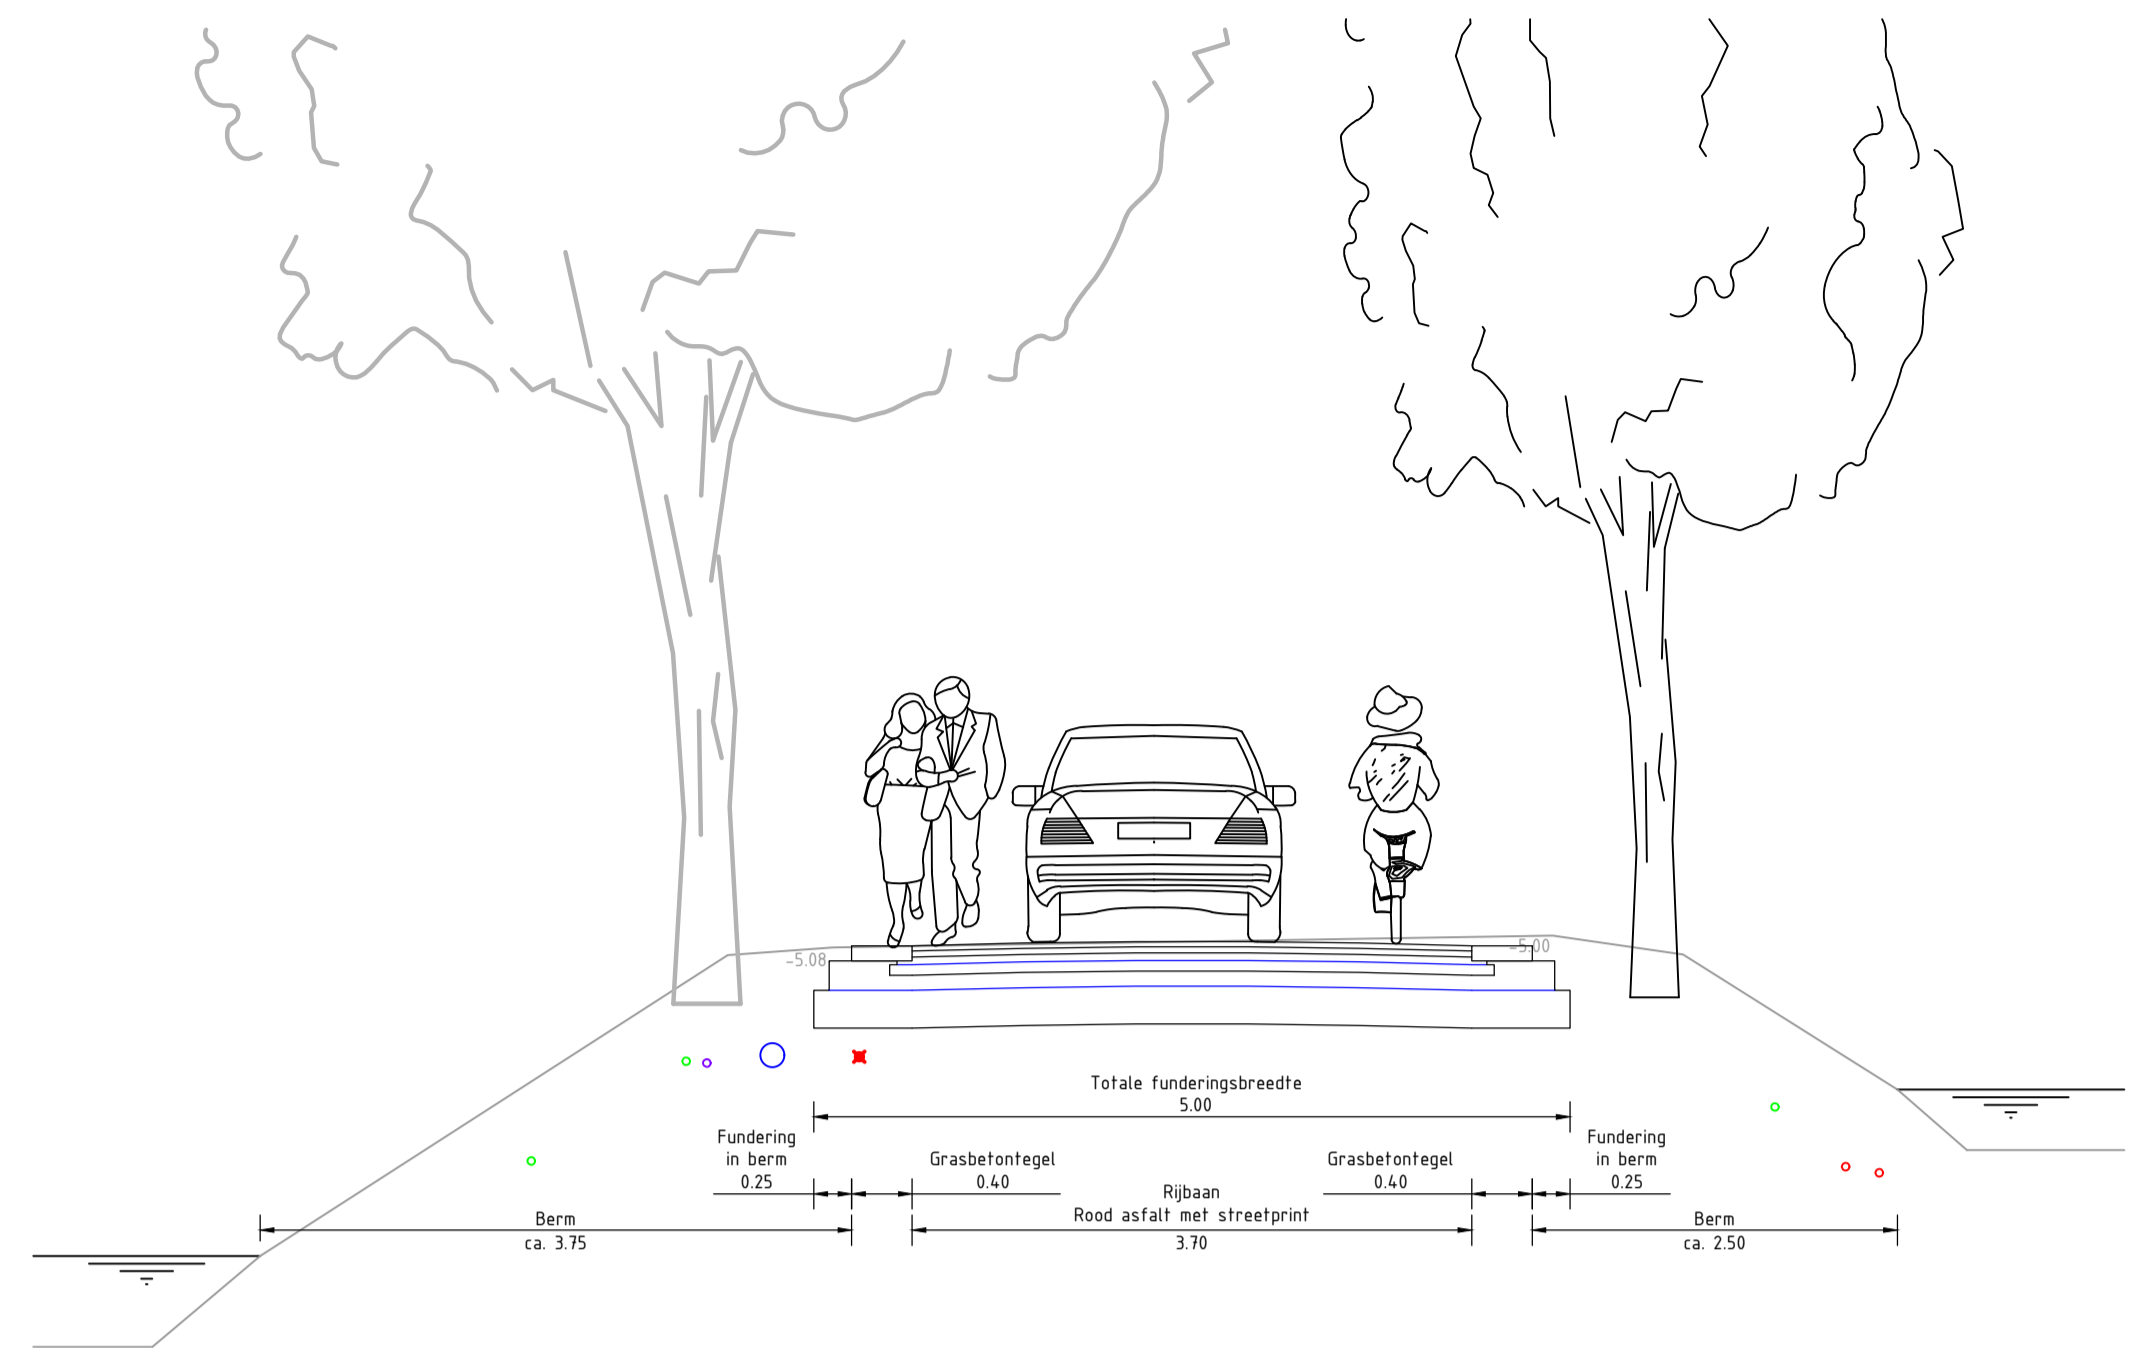 -5.08
-5.00
Totale funderingsbreedte
5.00
Fundering
in berm
0.25
Grasbetontegel
0.40
Grasbetontegel
0.40
Fundering
in berm
0.25
Rijbaan
Rood asfalt met streetprint
3.70
Berm
ca. 3.75
Berm
ca. 2.50